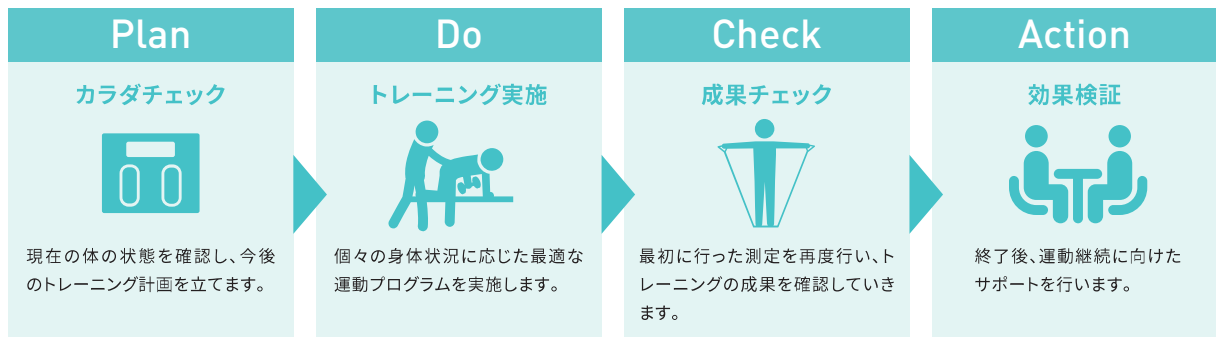 Plan
カラダチェック
現在の体の状態を確認し、今後
のトレーニング計画を立てます。
Do
トレーニング実施
個々の身体状況に応じた最適な
運動プログラムを実施します。
Check
成果チェック
最初に行った測定を再度行い、ト
レーニングの成果を確認していき
ます。
Action
効果検証
終了後、運動継続に向けた
サポートを行います。